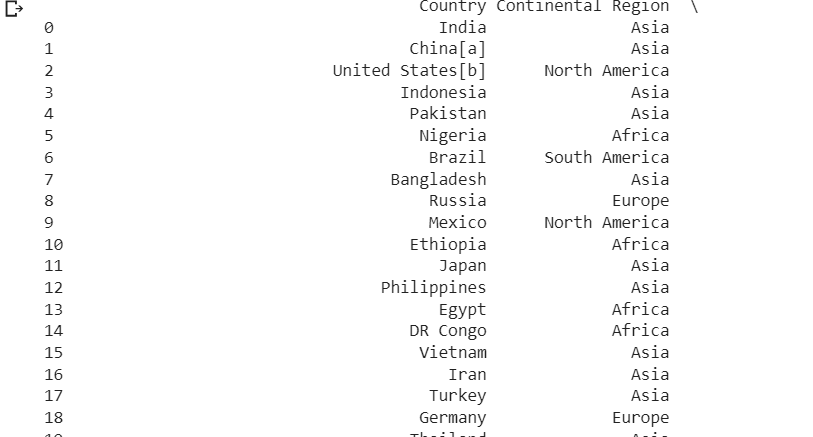 Country Continental Region \
0 India Asia
1 China[a] Asia
2 United States[b] North America
3 Indonesia Asia
4 Pakistan Asia
5 Nigeria Africa
6 Brazil South America
7 Bangladesh Asia
8 Russia Europe
9 Mexico North America
10 Ethiopia Africa
11 Japan Asia
12 Philippines Asia
13 Egypt Africa
14 DR Congo Africa
15 Vietnam Asia
16 Iran Asia
17 Turkey Asia
18 Germany Europe
19 Thailand Asia